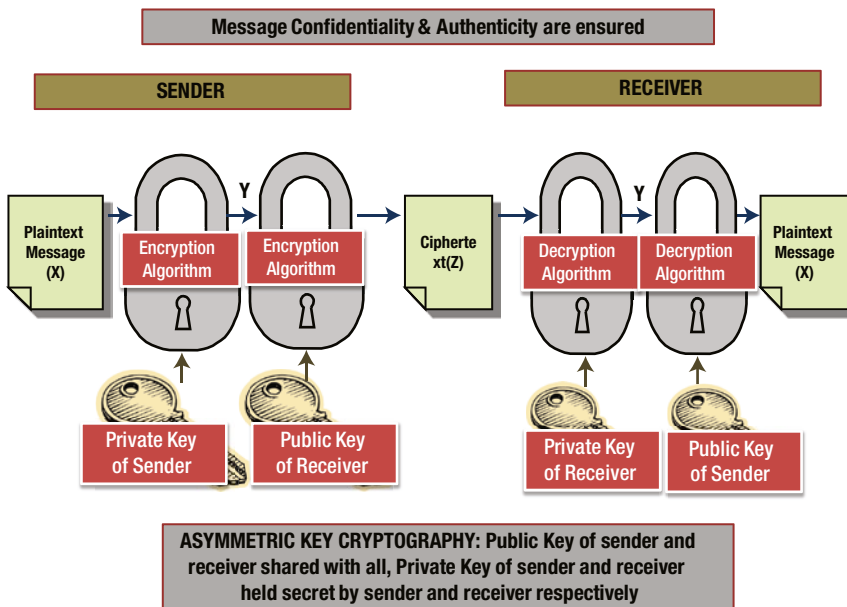 Message Confidentiality & Authenticity are ensured
SENDER
RECEIVER
Plaintext
Message
(X)
Encryption
Algorithm
Y
Encryption
Algorithm
Cipherte
xt(Z)
Decryption
Algorithm
Y
Decryption
Algorithm
Plaintext
Message
(X)
Private Key
of Sender
Public Key
of Receiver
Private Key
of Receiver
Public Key
of Sender
ASYMMETRIC KEY CRYPTOGRAPHY: Public Key of sender and
receiver shared with all, Private Key of sender and receiver
held secret by sender and receiver respectively